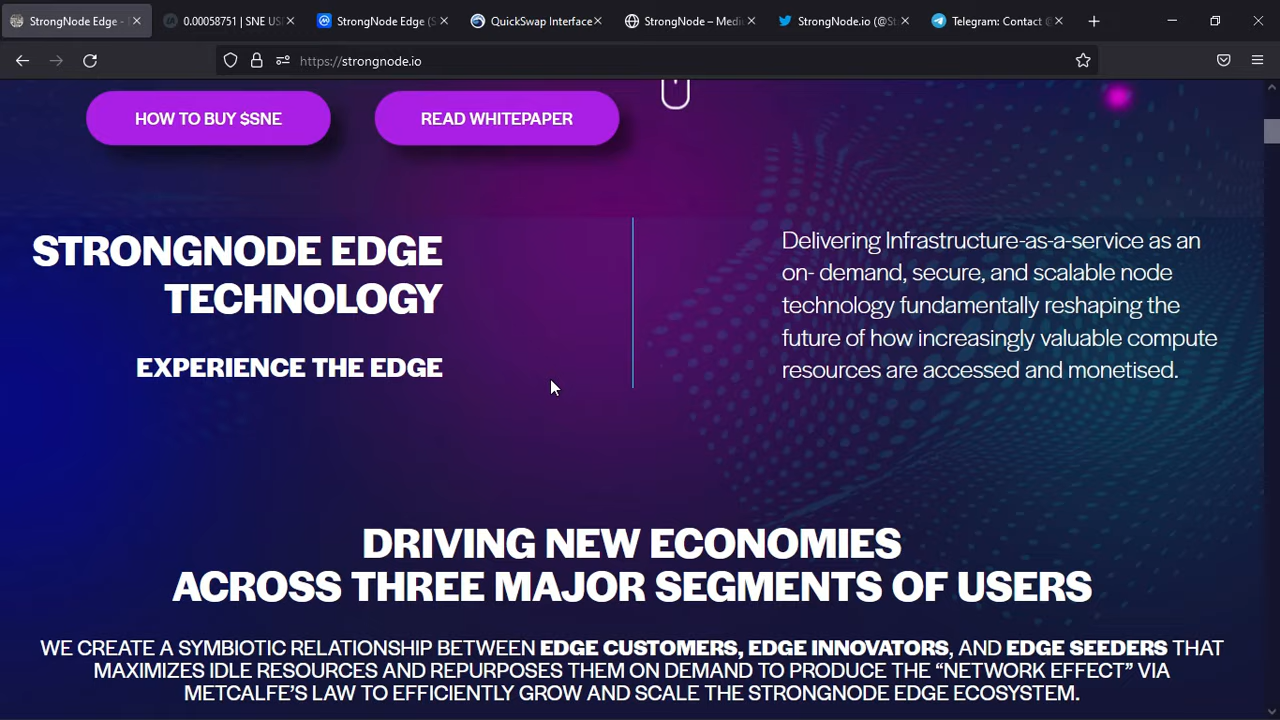 StrongNode Edge -
0.00058751 | SNE US
StrongNode Edge (S
QuickSwap Interface
StrongNode – Medi
StrongNode.io (@St
Telegram: Contact @
https://strongnode.io
HOW TO BUY $SNE
READ WHITEPAPER
STRONGNODE EDGE
TECHNOLOGY
EXPERIENCE THE EDGE
Delivering Infrastructure-as-a-service as an
on- demand, secure, and scalable node
technology fundamentally reshaping the
future of how increasingly valuable compute
resources are accessed and monetised.
DRIVING NEW ECONOMIES
ACROSS THREE MAJOR SEGMENTS OF USERS
WE CREATE A SYMBIOTIC RELATIONSHIP BETWEEN EDGE CUSTOMERS, EDGE INNOVATORS, AND EDGE SEEDERS THAT
MAXIMIZES IDLE RESOURCES AND REPURPOSES THEM ON DEMAND TO PRODUCE THE “NETWORK EFFECT” VIA
METCALFE’S LAW TO EFFICIENTLY GROW AND SCALE THE STRONGNODE EDGE ECOSYSTEM.